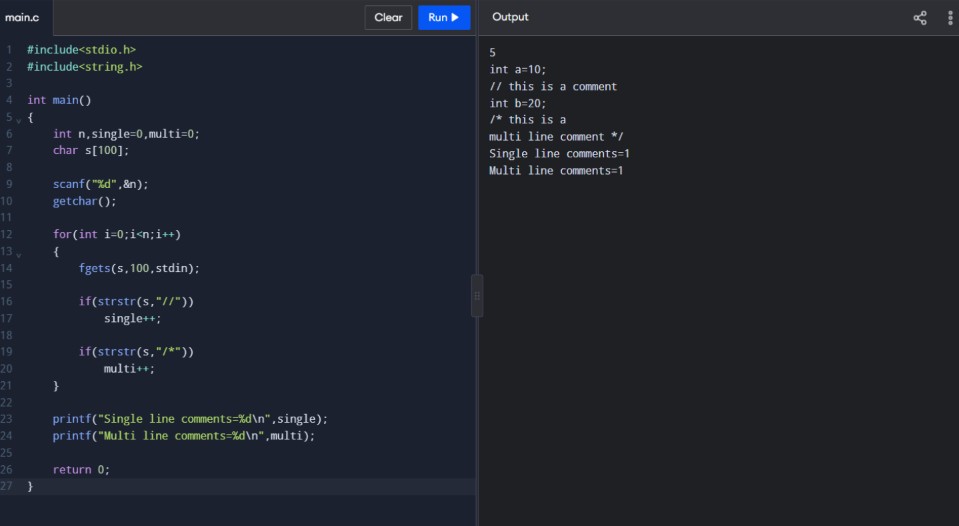 main.c
Clear
Run
Output
1 #include<stdio.h>
2 #include<string.h>
3
4 int main()
5 {
6     int n,single=0,multi=0;
7     char s[100];
8
9     scanf("%d",&n);
10     getchar();
11
12     for(int i=0;i<n;i++)
13     {
14         fgets(s,100,stdin);
15
16         if(strstr(s,"//"))
17             single++;
18
19         if(strstr(s,"/*"))
20             multi++;
21     }
22
23     printf("Single line comments=%d\n",single);
24     printf("Multi line comments=%d\n",multi);
25
26     return 0;
27 }
5
int a=10;
// this is a comment
int b=20;
/* this is a
multi line comment */
Single line comments=1
Multi line comments=1